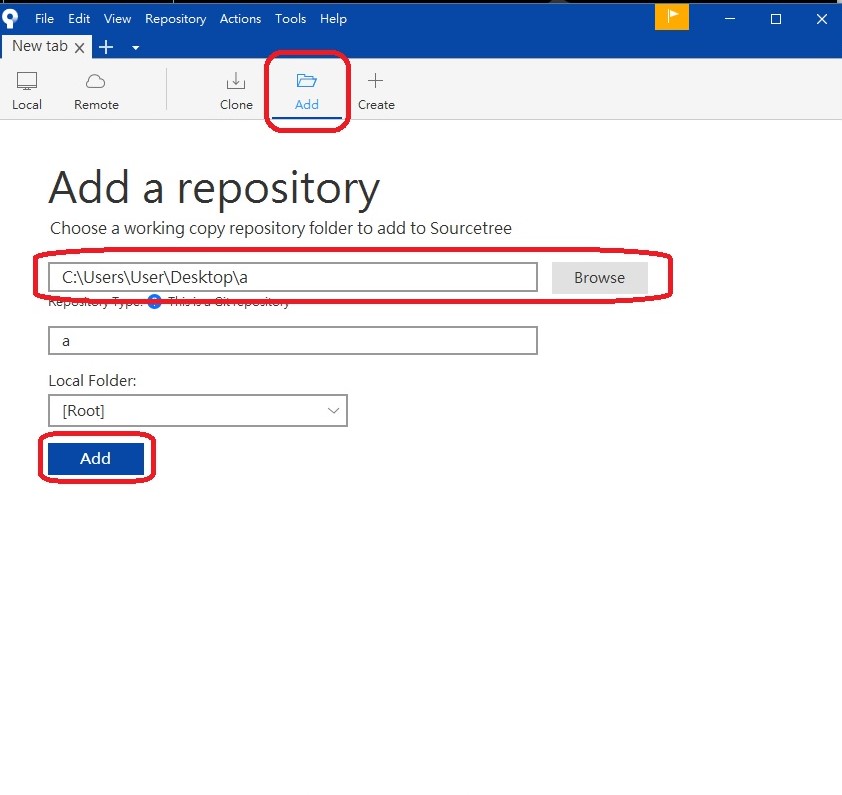 File Edit View Repository Actions Tools Help
New tab
Local Remote Clone Add Create
Add a repository
Choose a working copy repository folder to add to Sourcetree
C:\Users\User\Desktop\a Browse
Repository Type: This is a Git repository
a
Local Folder:
[Root]
Add